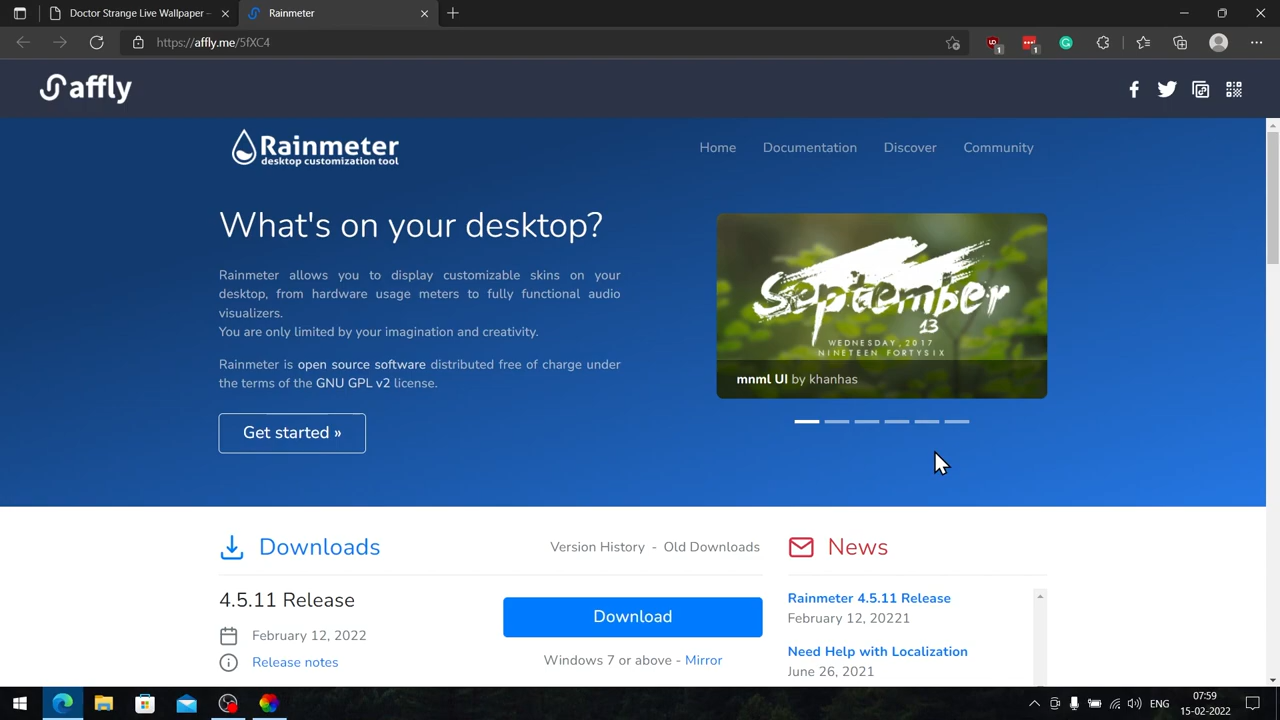 Doctor Strange Live Wallpaper -
Rainmeter
https://affly.me/5fXC4
1
1
affly
Rainmeter
desktop customization tool
Home
Documentation
Discover
Community
What's on your desktop?
Rainmeter allows you to display customizable skins on your
desktop, from hardware usage meters to fully functional audio
visualizers.
You are only limited by your imagination and creativity.
Rainmeter is open source software distributed free of charge under
the terms of the GNU GPL v2 license.
Get started »
September
13
WEDNESDAY, 2017
NINETEEN FORTYSIX
mnml UI by khanhas
Downloads
Version History - Old Downloads
4.5.11 Release
February 12, 2022
Release notes
Download
Windows 7 or above - Mirror
News
Rainmeter 4.5.11 Release
February 12, 20221
Need Help with Localization
June 26, 2021
ENG
07:59
15-02-2022